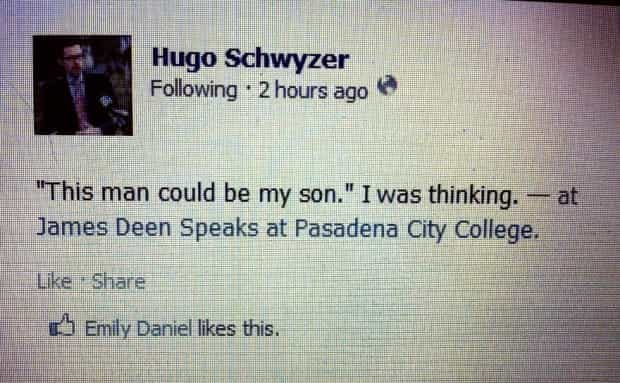 Hugo Schwyzer
Following · 2 hours ago
"This man could be my son." I was thinking. — at
James Deen Speaks at Pasadena City College.
Like · Share
Emily Daniel likes this.